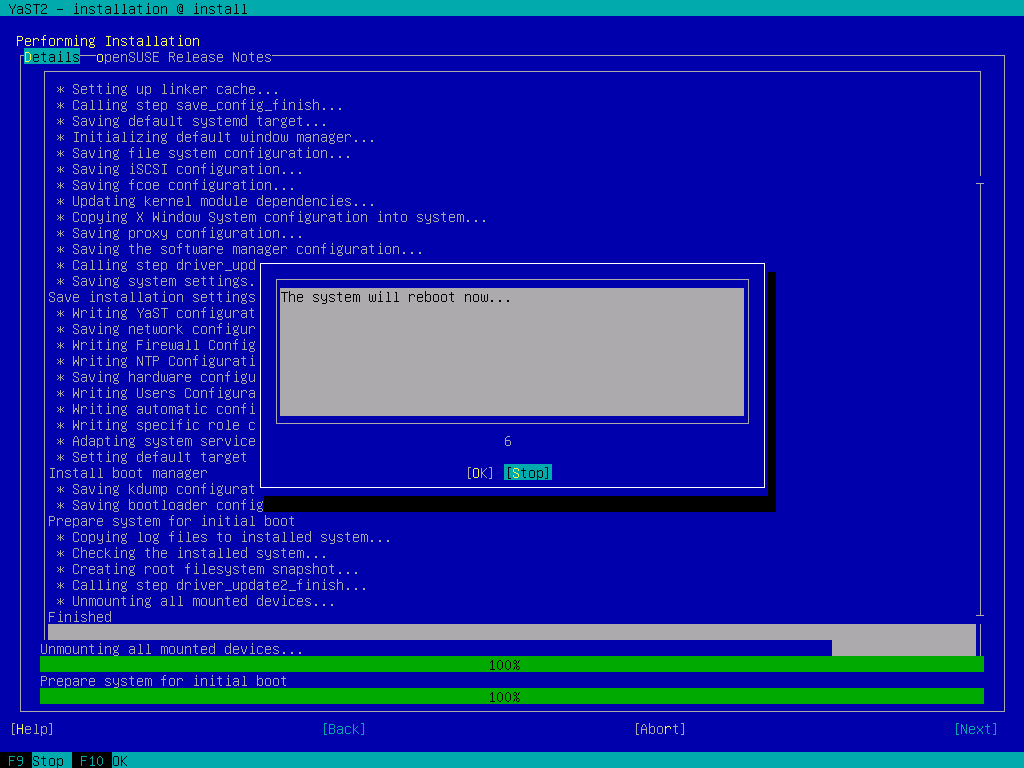 YaST2 - installation @ install
Performing Installation
Details openSUSE Release Notes
* Setting up linker cache...
* Calling step save_config_finish...
* Saving default systemd target...
* Initializing default window manager...
* Saving file system configuration...
* Saving iSCSI configuration...
* Saving fcoe configuration...
* Updating kernel module dependencies...
* Copying X Window System configuration into system...
* Saving proxy configuration...
* Saving the software manager configuration...
* Calling step driver_upd
* Saving system settings.
Save installation settings
* Writing YaST configurat
* Saving network configur
* Writing Firewall Config
* Writing NTP Configurati
* Saving hardware configu
* Writing Users Configura
* Writing automatic confi
* Writing specific role c
* Adapting system service
* Setting default target
Install boot manager
* Saving kdump configurat
* Saving bootloader config
Prepare system for initial boot
* Copying log files to installed system...
* Checking the installed system...
* Creating root filesystem snapshot...
* Calling step driver_update2_finish...
* Unmounting all mounted devices...
Finished
The system will reboot now...
6
[OK] [Stop]
Unmounting all mounted devices...
100%
Prepare system for initial boot
100%
[Help] [Back] [Abort] [Next]
F9 Stop F10 OK